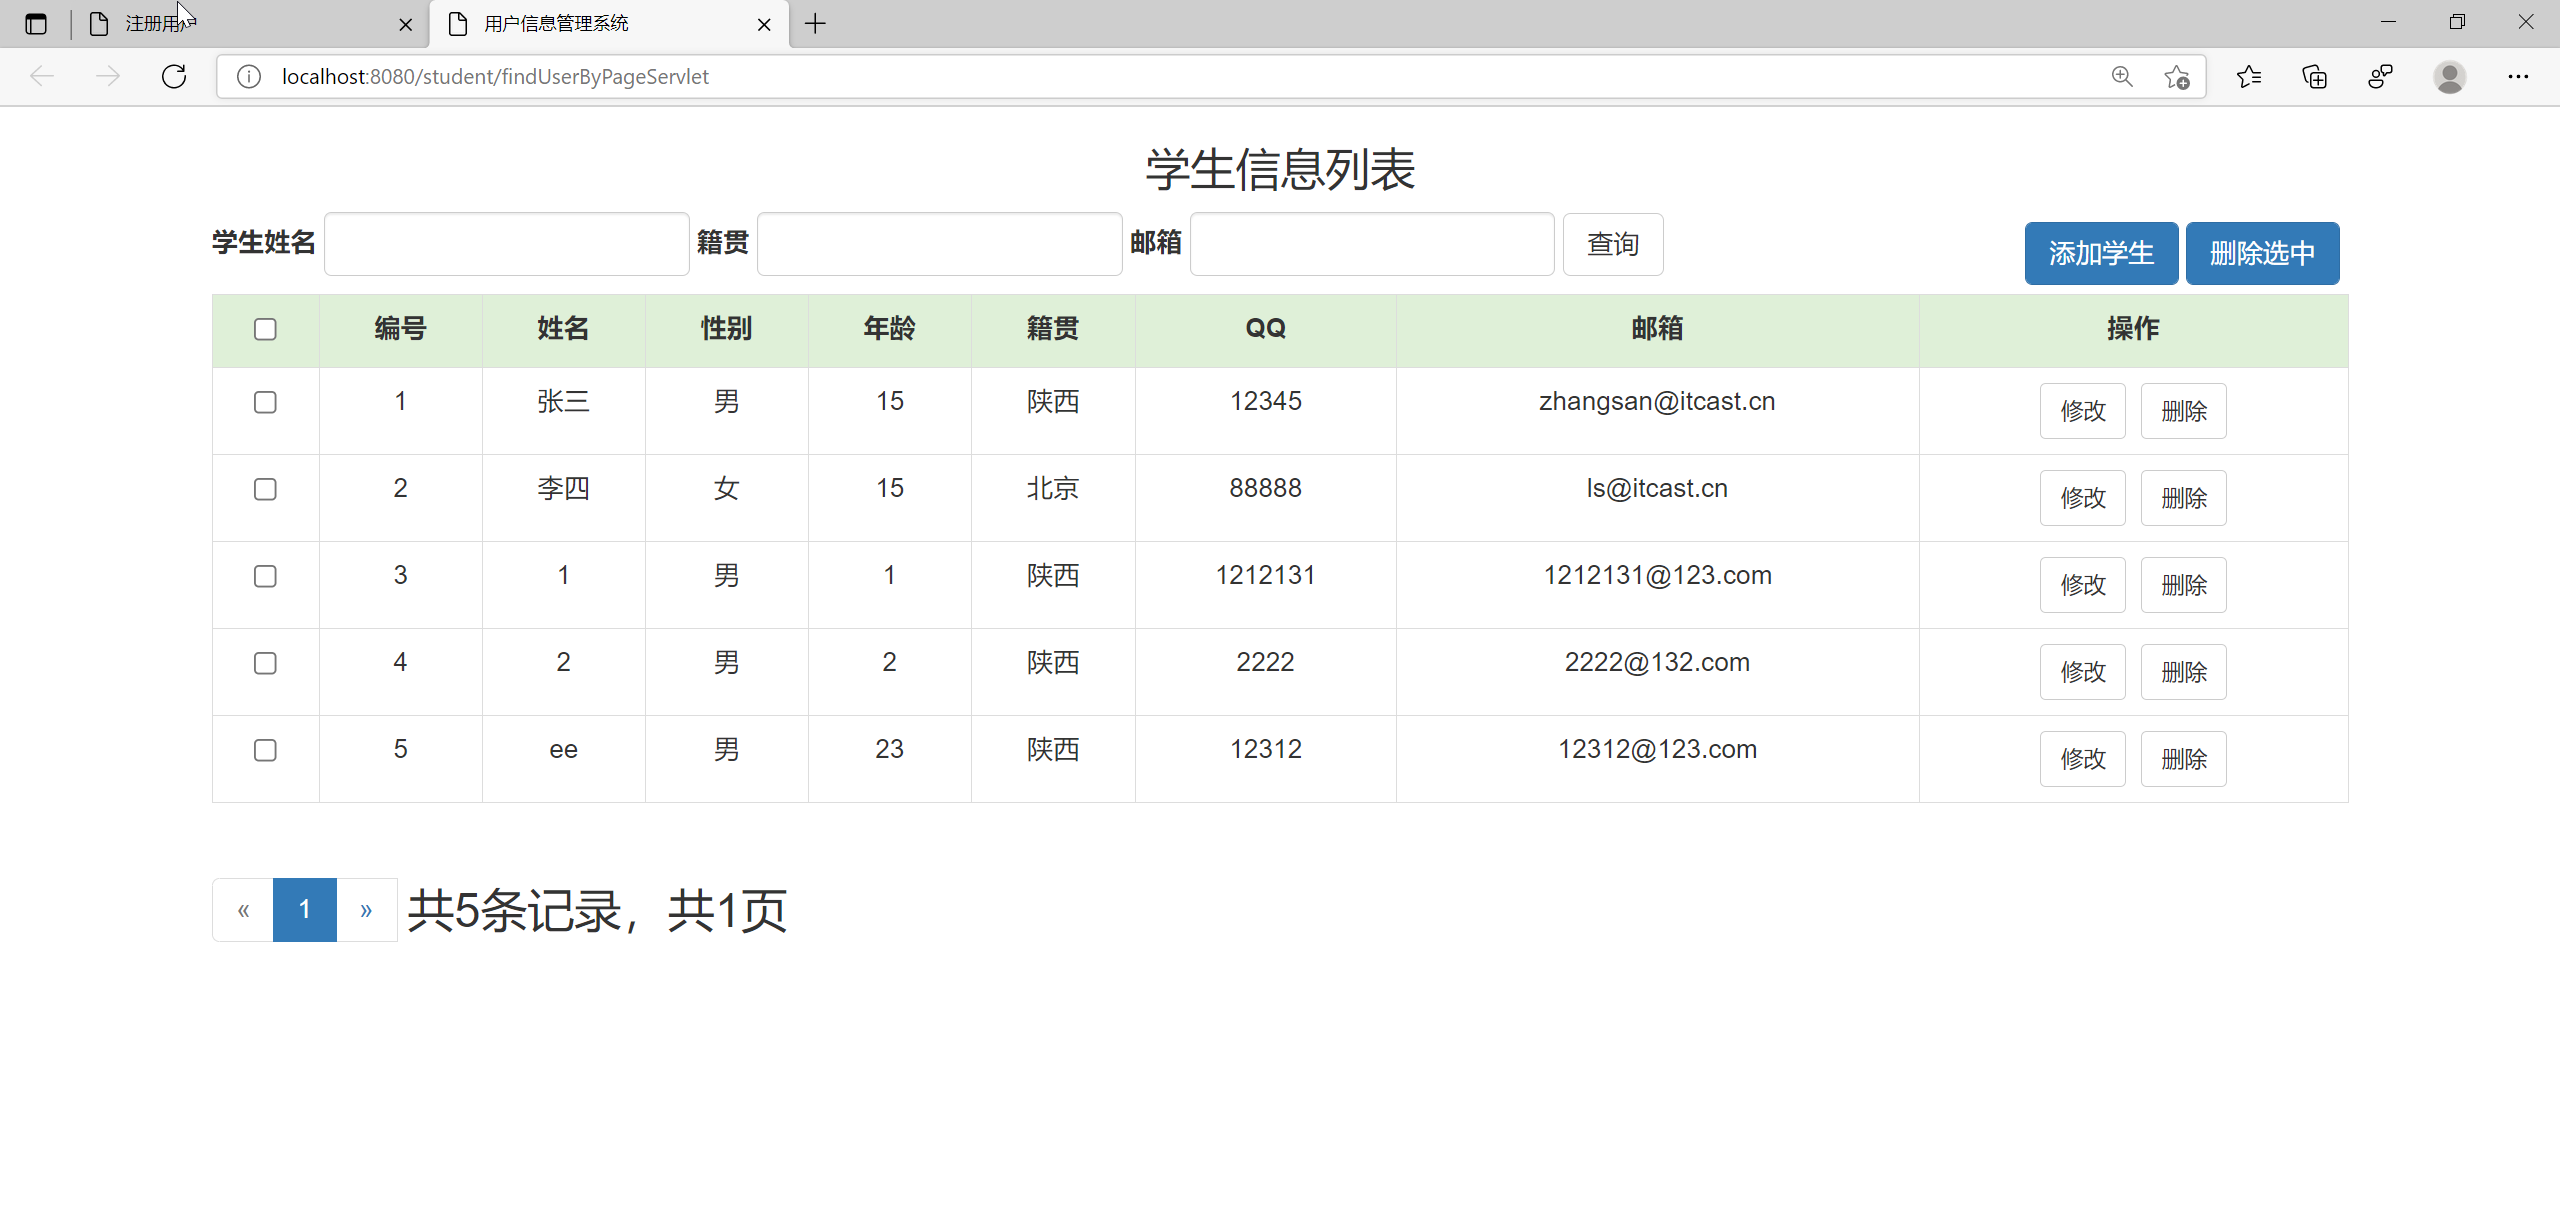 注册用户
用户信息管理系统
localhost:8080/student/findUserByPageServlet
学生信息列表
学生姓名 籍贯 邮箱 查询 添加学生 删除选中
编号 姓名 性别 年龄 籍贯 QQ 邮箱 操作
1 张三 男 15 陕西 12345 zhangsan@itcast.cn 修改 删除
2 李四 女 15 北京 88888 ls@itcast.cn 修改 删除
3 1 男 1 陕西 1212131 1212131@123.com 修改 删除
4 2 男 2 陕西 2222 2222@132.com 修改 删除
5 ee 男 23 陕西 12312 12312@123.com 修改 删除
« 1 » 共5条记录，共1页